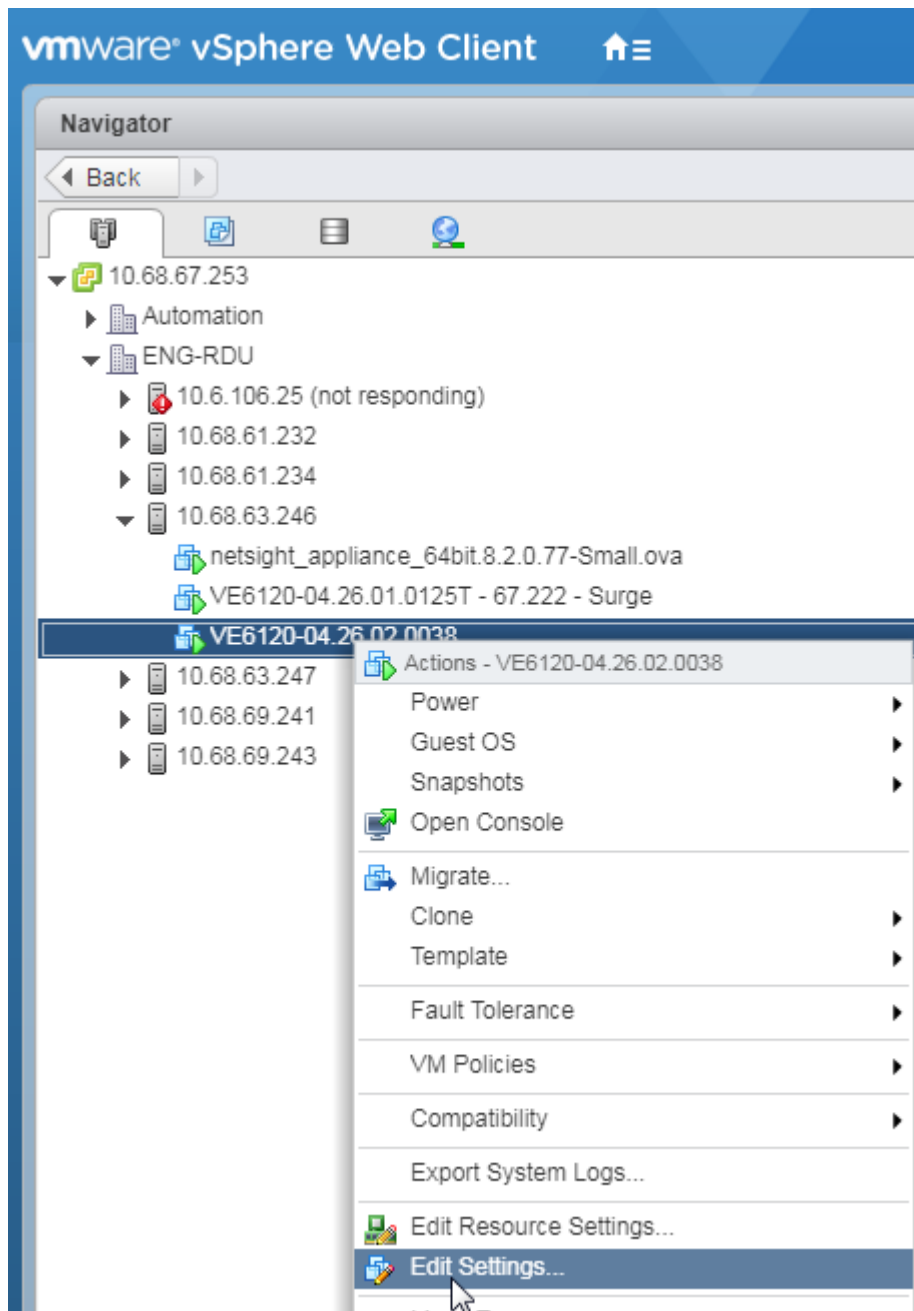 vmware® vSphere Web Client
Navigator
Back
10.68.67.253
Automation
ENG-RDU
10.6.106.25 (not responding)
10.68.61.232
10.68.61.234
10.68.63.246
netsight_appliance_64bit.8.2.0.77-Small.ova
VE6120-04.26.01.0125T - 67.222 - Surge
VE6120-04.26.02.0038
10.68.63.247
10.68.69.241
10.68.69.243
Actions - VE6120-04.26.02.0038
Power
Guest OS
Snapshots
Open Console
Migrate...
Clone
Template
Fault Tolerance
VM Policies
Compatibility
Export System Logs...
Edit Resource Settings...
Edit Settings...